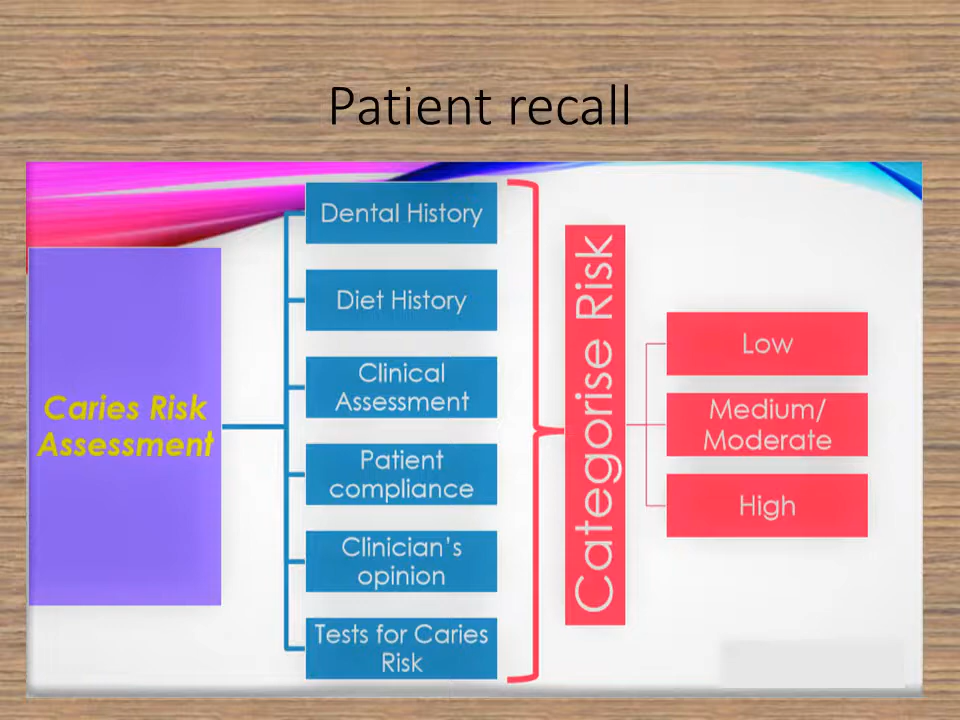 Patient recall
Caries Risk
Assessment
Dental History
Diet History
Clinical
Assessment
Patient
compliance
Clinician's
opinion
Tests for Caries
Risk
Categorise Risk
Low
Medium/
Moderate
High